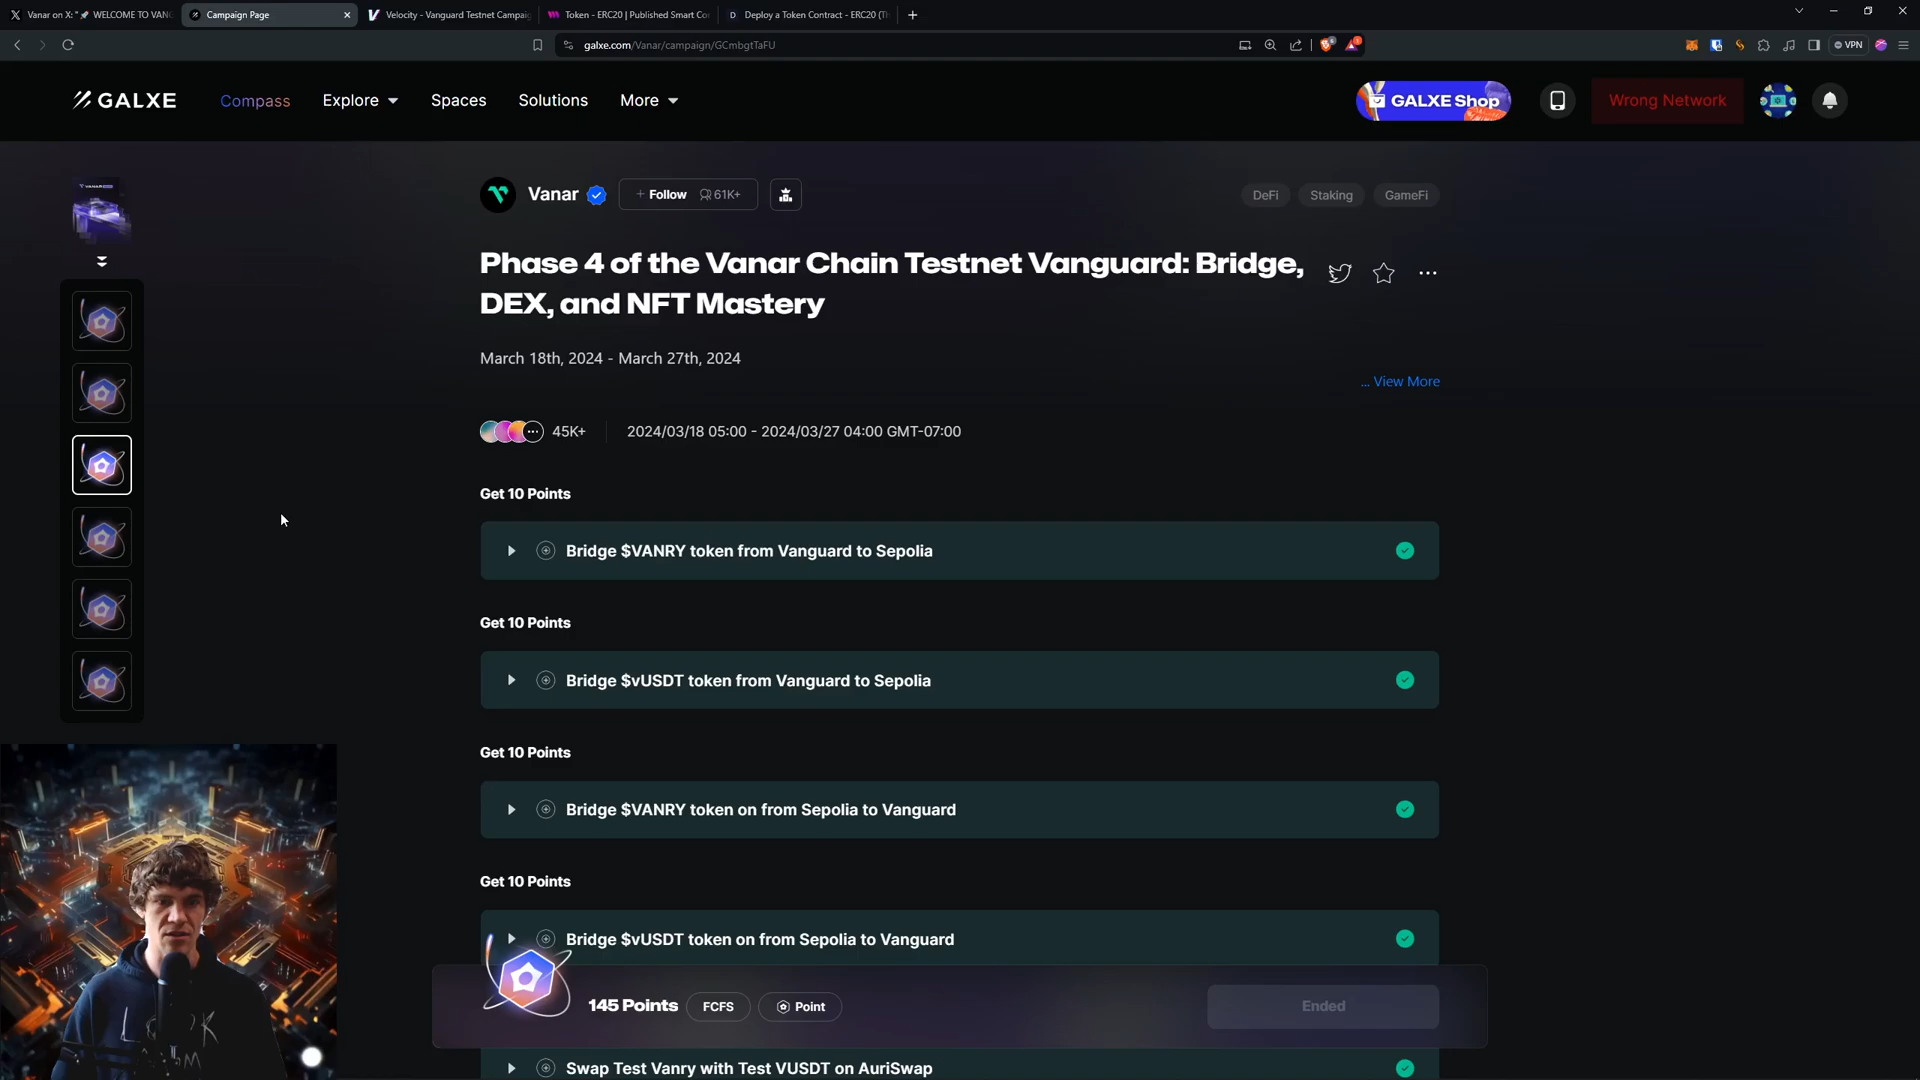 Vanar on X: "🚀 WELCOME TO VANG
Campaign Page
Velocity - Vanguard Testnet Campaig
Token - ERC20 | Published Smart Co
Deploy a Token Contract - ERC20 (Th
galxe.com/Vanar/campaign/GCmbgtTaFU
VPN
GALXE
Compass
Explore
Spaces
Solutions
More
GALXE Shop
Wrong Network
Vanar
+ Follow
61K+
DeFi
Staking
GameFi
Phase 4 of the Vanar Chain Testnet Vanguard: Bridge,
DEX, and NFT Mastery
March 18th, 2024 - March 27th, 2024
... View More
45K+
2024/03/18 05:00 - 2024/03/27 04:00 GMT-07:00
Get 10 Points
Bridge $VANRY token from Vanguard to Sepolia
Get 10 Points
Bridge $vUSDT token from Vanguard to Sepolia
Get 10 Points
Bridge $VANRY token on from Sepolia to Vanguard
Get 10 Points
Bridge $vUSDT token on from Sepolia to Vanguard
145 Points
FCFS
Point
Ended
Swap Test Vanry with Test VUSDT on AuriSwap